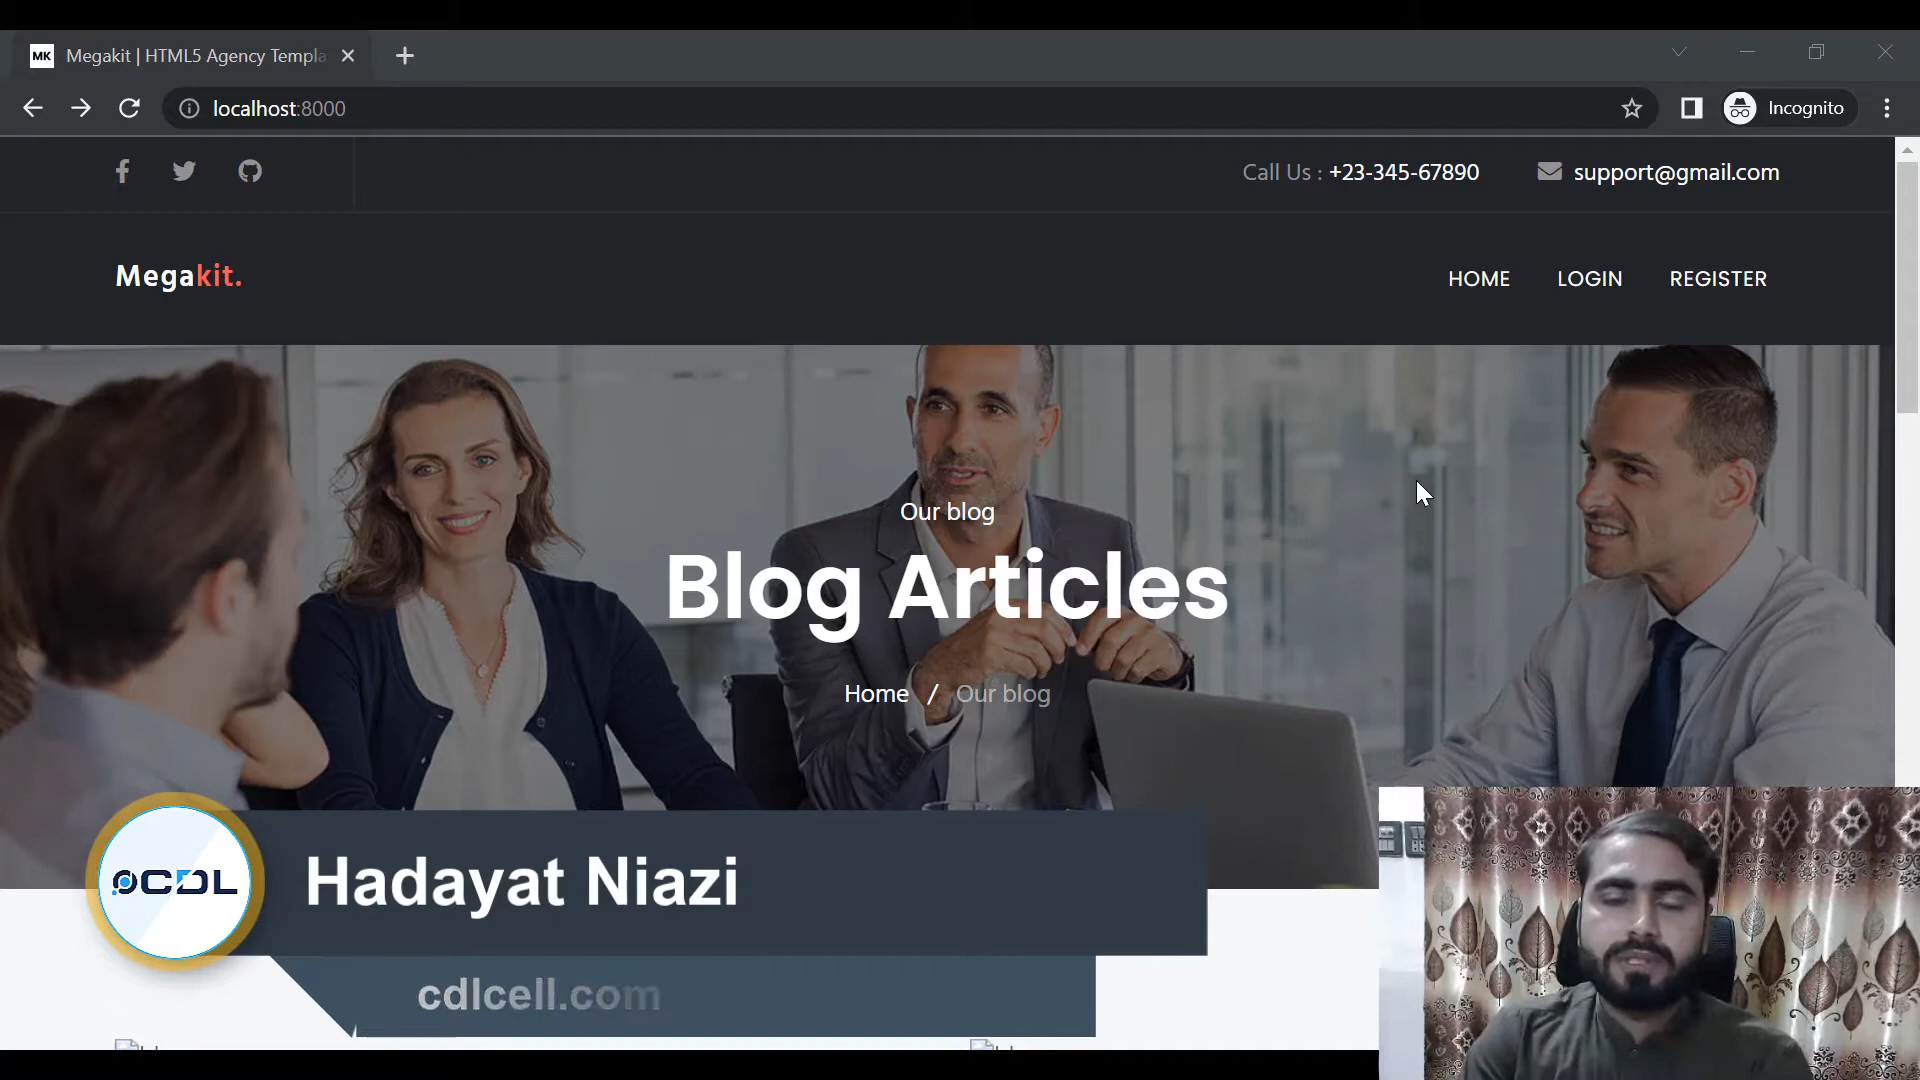 MK Megakit | HTML5 Agency Templa
localhost:8000
Incognito
Call Us : +23-345-67890
support@gmail.com
Megakit.
HOME
LOGIN
REGISTER
Our blog
Blog Articles
Home / Our blog
CDL
Hadayat Niazi
cdlcell.com